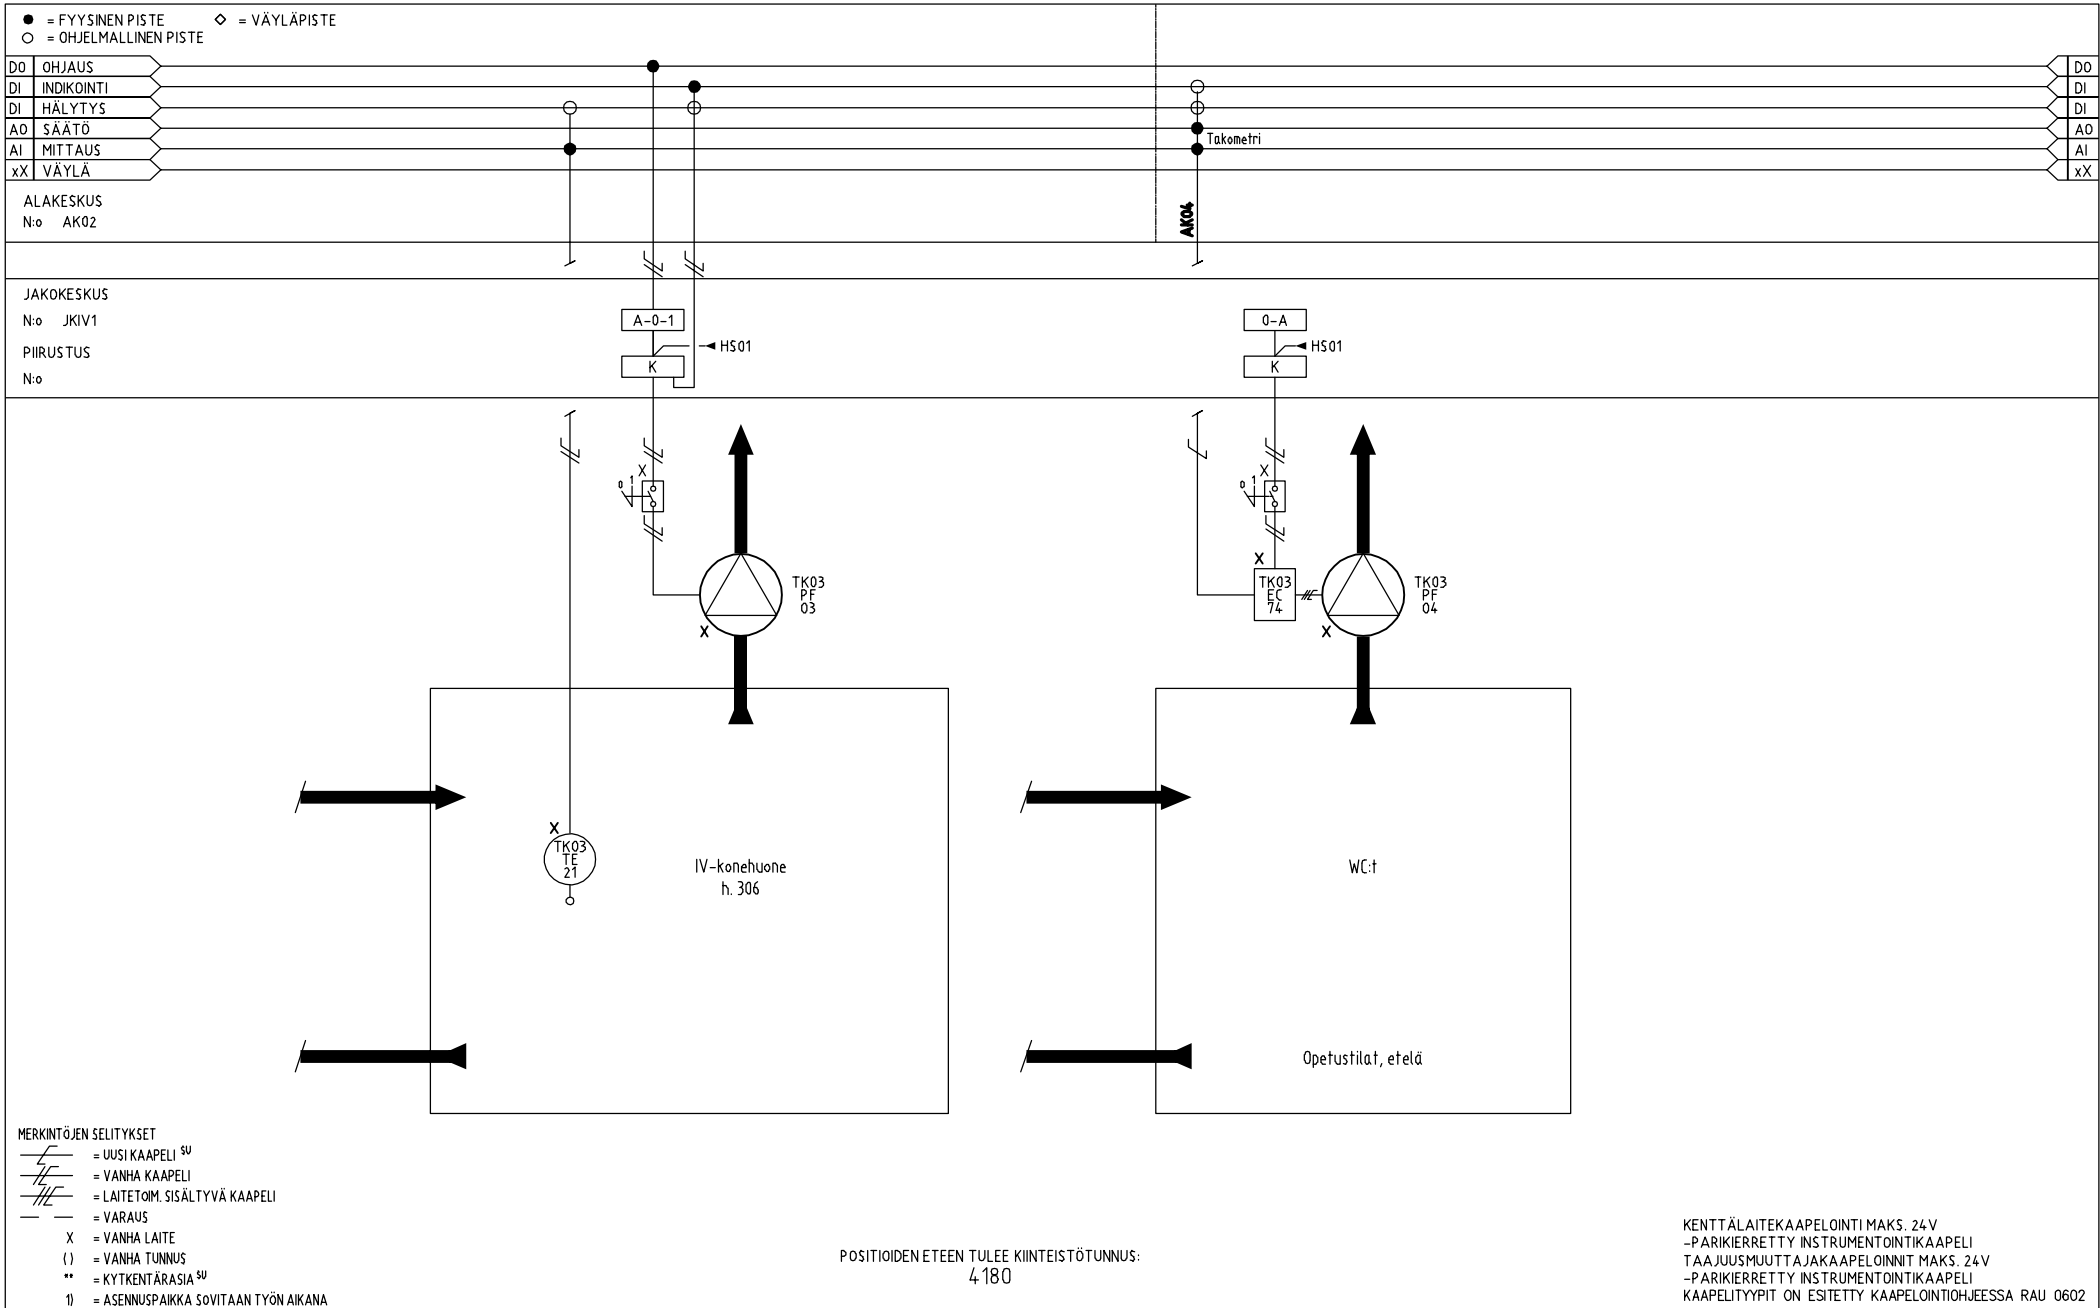 ● = FYYSINEN PISTE ◇ = VÄYLÄPISTE
○ = OHJELMALLINEN PISTE
DO OHJAUS DO
DI INDIKOINTI DI
DI HÄLYTYS DI
AO SÄÄTÖ AO
Takometri
AI MITTAUS AI
xX VÄYLÄ xX
ALAKESKUS
N:o AK02
AK04
JAKOKESKUS
N:o JKIV1
A-0-1
0-A
HS01
HS01
PIIRUSTUS
K
K
N:o
X
0 1
X
0 1
TK03
PF
03
X
X
TK03
EC
74
TK03
PF
04
X
X
TK03
TE
21
IV-konehuone
h. 306
WC:t
Opetustilat, etelä
MERKINTÖJEN SELITYKSET
= UUSI KAAPELI SU
= VANHA KAAPELI
= LAITETOIM. SISÄLTYVÄ KAAPELI
= VARAUS
X = VANHA LAITE
( ) = VANHA TUNNUS
** = KYTKENTÄRASIA SU
1) = ASENNUSPAIKKA SOVITAAN TYÖN AIKANA
POSITIOIDEN ETEEN TULEE KIINTEISTÖTUNNUS:
4180
KENTTÄLAITEKAAPELOINTI MAKS. 24V
-PARIKIERRETTY INSTRUMENTOINTIKAAPELI
TAAJUUSMUUTTAJAKAAPELOINNIT MAKS. 24V
-PARIKIERRETTY INSTRUMENTOINTIKAAPELI
KAAPELITYYPIT ON ESITETTY KAAPELOINTIOHJEESSA RAU 0602